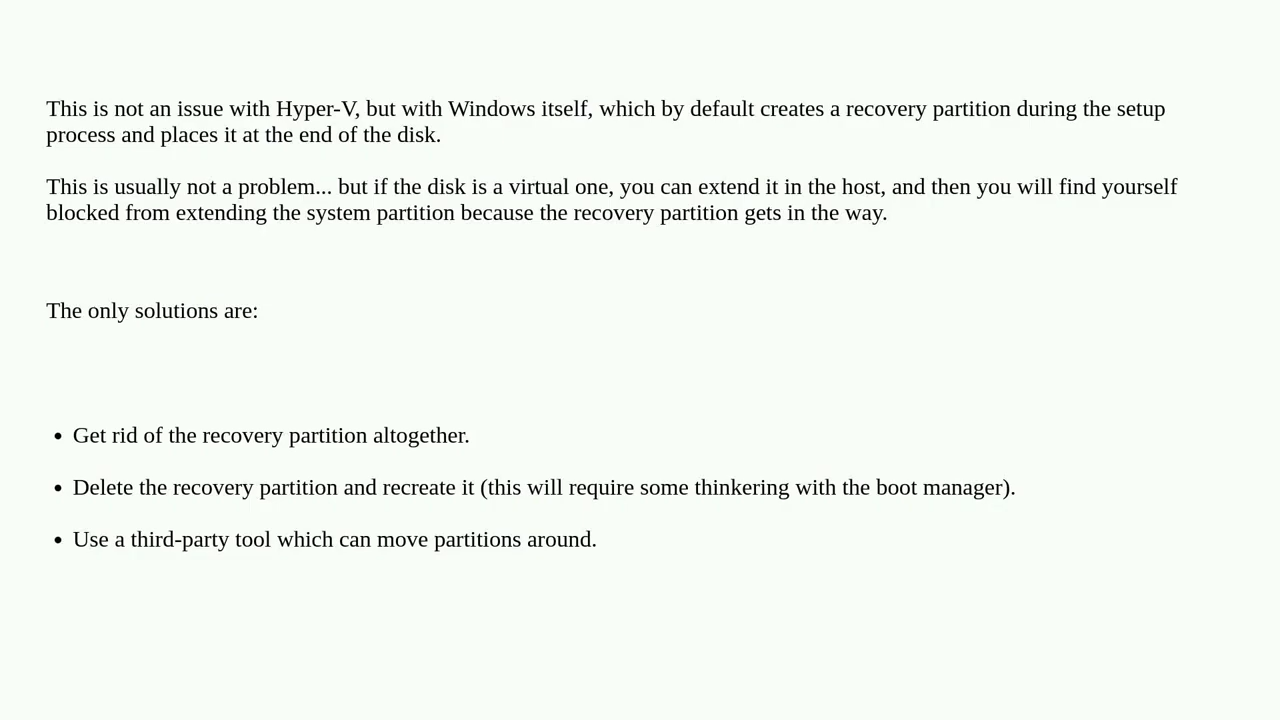 This is not an issue with Hyper-V, but with Windows itself, which by default creates a recovery partition during the setup
process and places it at the end of the disk.
This is usually not a problem... but if the disk is a virtual one, you can extend it in the host, and then you will find yourself
blocked from extending the system partition because the recovery partition gets in the way.
The only solutions are:
• Get rid of the recovery partition altogether.
• Delete the recovery partition and recreate it (this will require some thinkering with the boot manager).
• Use a third-party tool which can move partitions around.